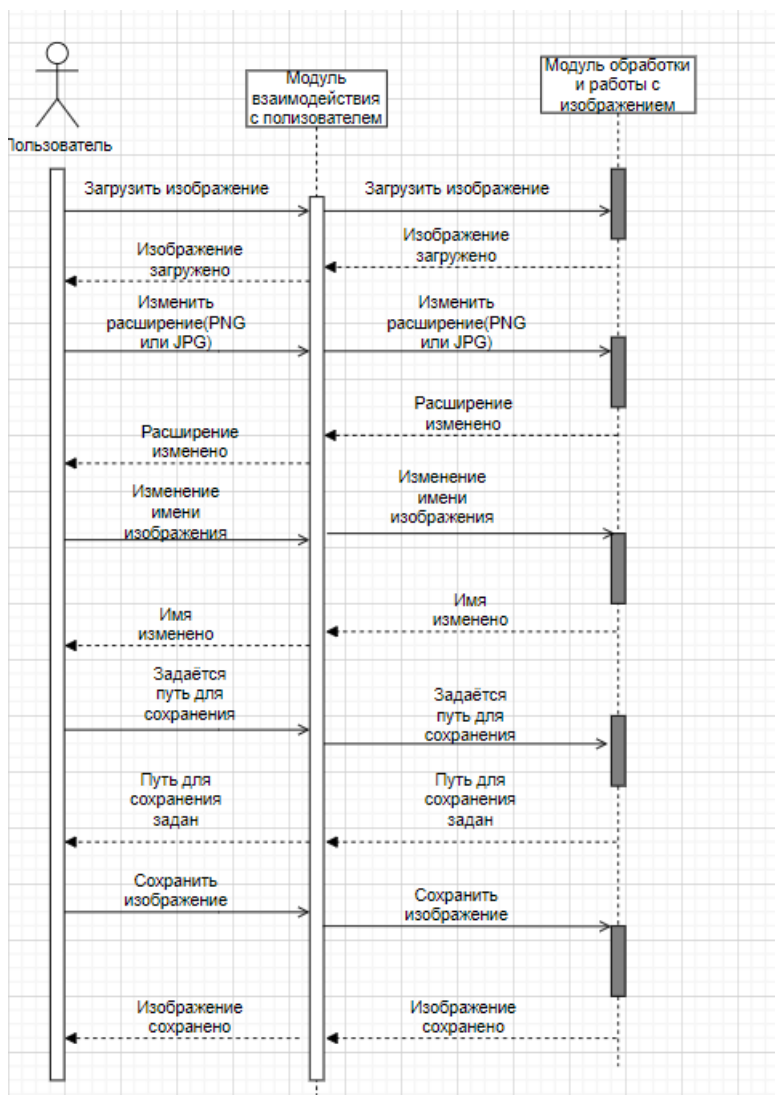 Модуль
взаимодействия
с полизователем
Модуль обработки
и работы с
изображением
Пользователь
Загрузить изображение
Загрузить изображение
Изображение
загружено
Изображение
загружено
Изменить
расширение(PNG
или JPG)
Изменить
расширение(PNG
или JPG)
Расширение
изменено
Расширение
изменено
Изменение
имени
изображения
Изменение
имени
изображения
Имя
изменено
Имя
изменено
Задаётся
путь для
сохранения
Задаётся
путь для
сохранения
Путь для
сохранения
задан
Путь для
сохранения
задан
Сохранить
изображение
Сохранить
изображение
Изображение
сохранено
Изображение
сохранено